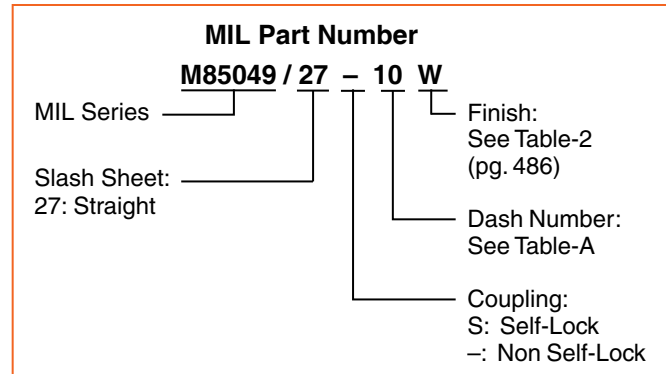 MIL Part Number
M85049 / 27 – 10 W
MIL Series
Slash Sheet:
27: Straight
Finish:
See Table-2
(pg. 486)
Dash Number:
See Table-A
Coupling:
S: Self-Lock
–: Non Self-Lock